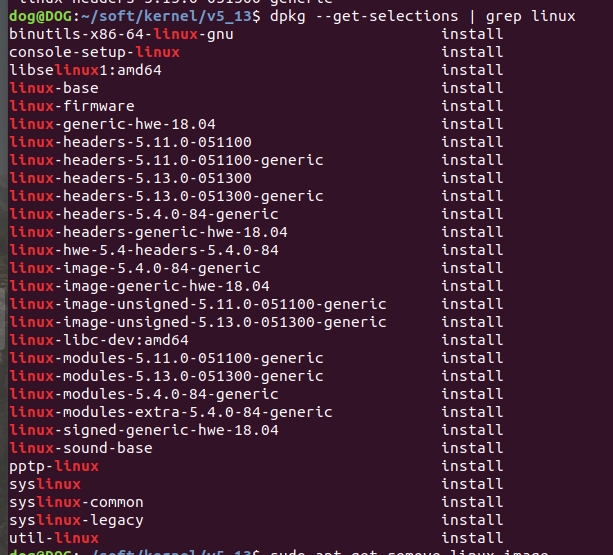 dog@DOG:~/soft/kernel/v5_13$ dpkg --get-selections | grep linux
binutils-x86-64-linux-gnu install
console-setup-linux install
libselinux1:amd64 install
linux-base install
linux-firmware install
linux-generic-hwe-18.04 install
linux-headers-5.11.0-051100 install
linux-headers-5.11.0-051100-generic install
linux-headers-5.13.0-051300 install
linux-headers-5.13.0-051300-generic install
linux-headers-5.4.0-84-generic install
linux-headers-generic-hwe-18.04 install
linux-hwe-5.4-headers-5.4.0-84 install
linux-image-5.4.0-84-generic install
linux-image-generic-hwe-18.04 install
linux-image-unsigned-5.11.0-051100-generic install
linux-image-unsigned-5.13.0-051300-generic install
linux-libc-dev:amd64 install
linux-modules-5.11.0-051100-generic install
linux-modules-5.13.0-051300-generic install
linux-modules-5.4.0-84-generic install
linux-modules-extra-5.4.0-84-generic install
linux-signed-generic-hwe-18.04 install
linux-sound-base install
pptp-linux install
syslinux install
syslinux-common install
syslinux-legacy install
util-linux install
dog@DOG:~/soft/kernel/v5_13$ sudo apt-get remove linux-image